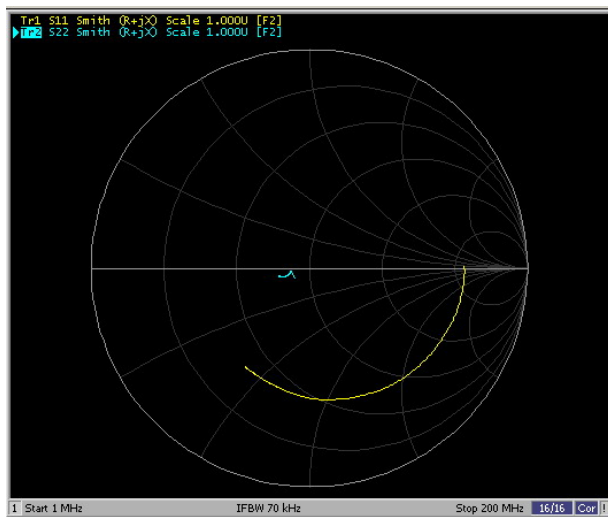 Tr1 S11 Smith (R+jX) Scale 1.000U [F2]
Tr2 S22 Smith (R+jX) Scale 1.000U [F2]
1 Start 1 MHz IFBW 70 kHz Stop 200 MHz 16/16 Cor !